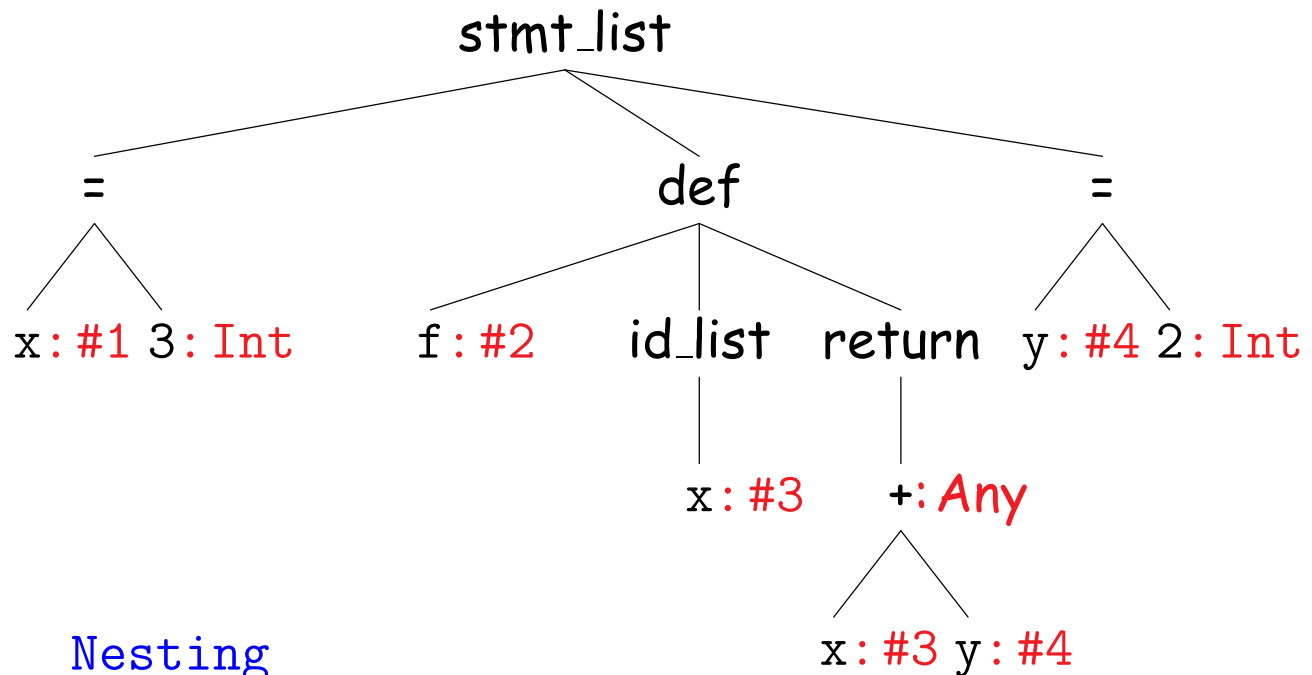 stmt_list
= def =
x: #1 3: Int f: #2 id_list return y: #4 2: Int
x: #3 +: Any
x: #3 y: #4
Nesting